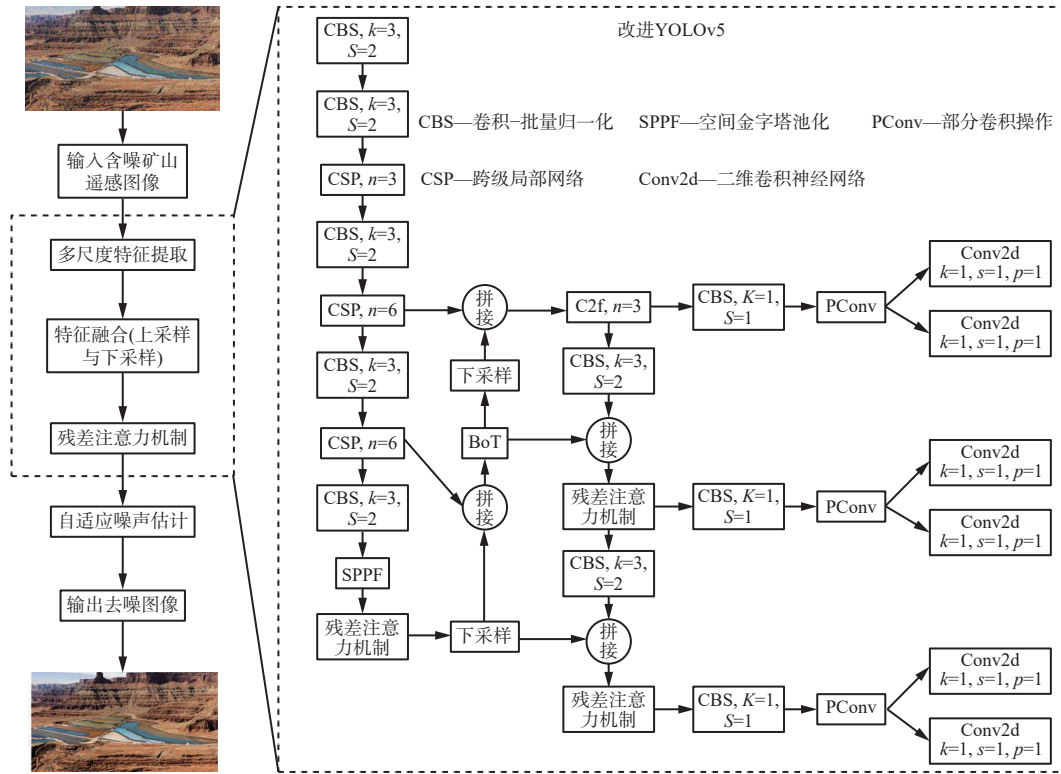 输入含噪矿山
遥感图像
多尺度特征提取
特征融合(上采样
与下采样)
残差注意力机制
自适应噪声估计
输出去噪图像
改进YOLOv5
CBS—卷积−批量归一化
SPPF—空间金字塔池化
PConv—部分卷积操作
CSP—跨级局部网络
Conv2d—二维卷积神经网络
CBS, k=3,
S=2
CBS, k=3,
S=2
CSP, n=3
CBS, k=3,
S=2
CSP, n=6
CBS, k=3,
S=2
CSP, n=6
CBS, k=3,
S=2
SPPF
残差注意
力机制
拼
接
下采样
BoT
拼
接
下采样
C2f, n=3
CBS, k=3,
S=2
拼
接
残差注意
力机制
CBS, k=3,
S=2
拼
接
残差注意
力机制
CBS, K=1,
S=1
PConv
Conv2d
k=1, s=1, p=1
Conv2d
k=1, s=1, p=1
CBS, K=1,
S=1
PConv
Conv2d
k=1, s=1, p=1
Conv2d
k=1, s=1, p=1
CBS, K=1,
S=1
PConv
Conv2d
k=1, s=1, p=1
Conv2d
k=1, s=1, p=1